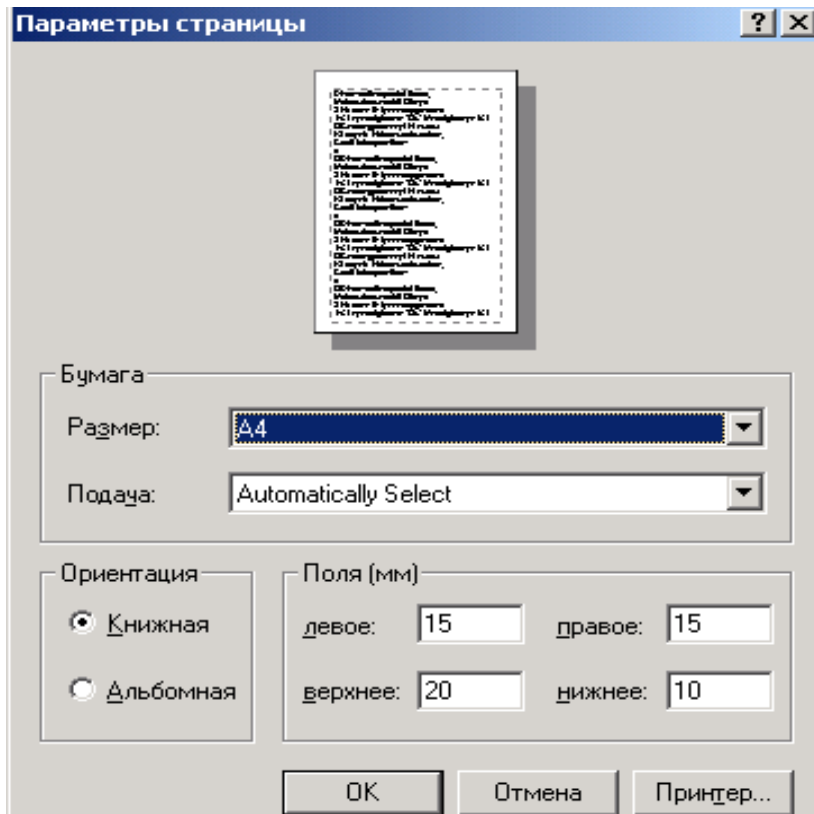 Параметры страницы
Бумага
Размер: A4
Подача: Automatically Select
Ориентация
Книжная
Альбомная
Поля (мм)
левое: 15 правое: 15
верхнее: 20 нижнее: 10
OK Отмена Принтер...